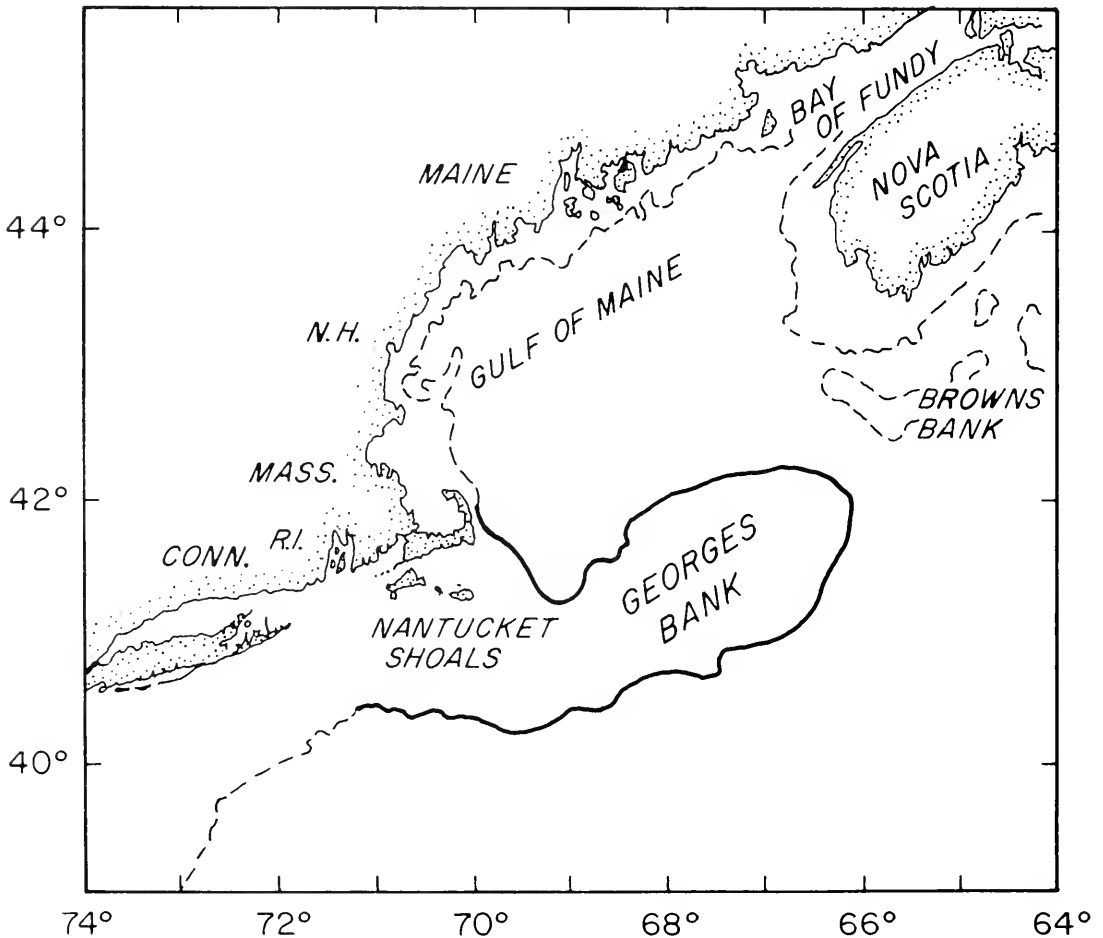 BAY
OF FUNDY
MAINE
NOVA
SCOTIA
44°
GULF OF MAINE
N.H.
BROWNS
BANK
MASS.
42°
R.I.
CONN.
GEORGES
BANK
NANTUCKET
SHOALS
40°
74° 72° 70° 68° 66° 64°